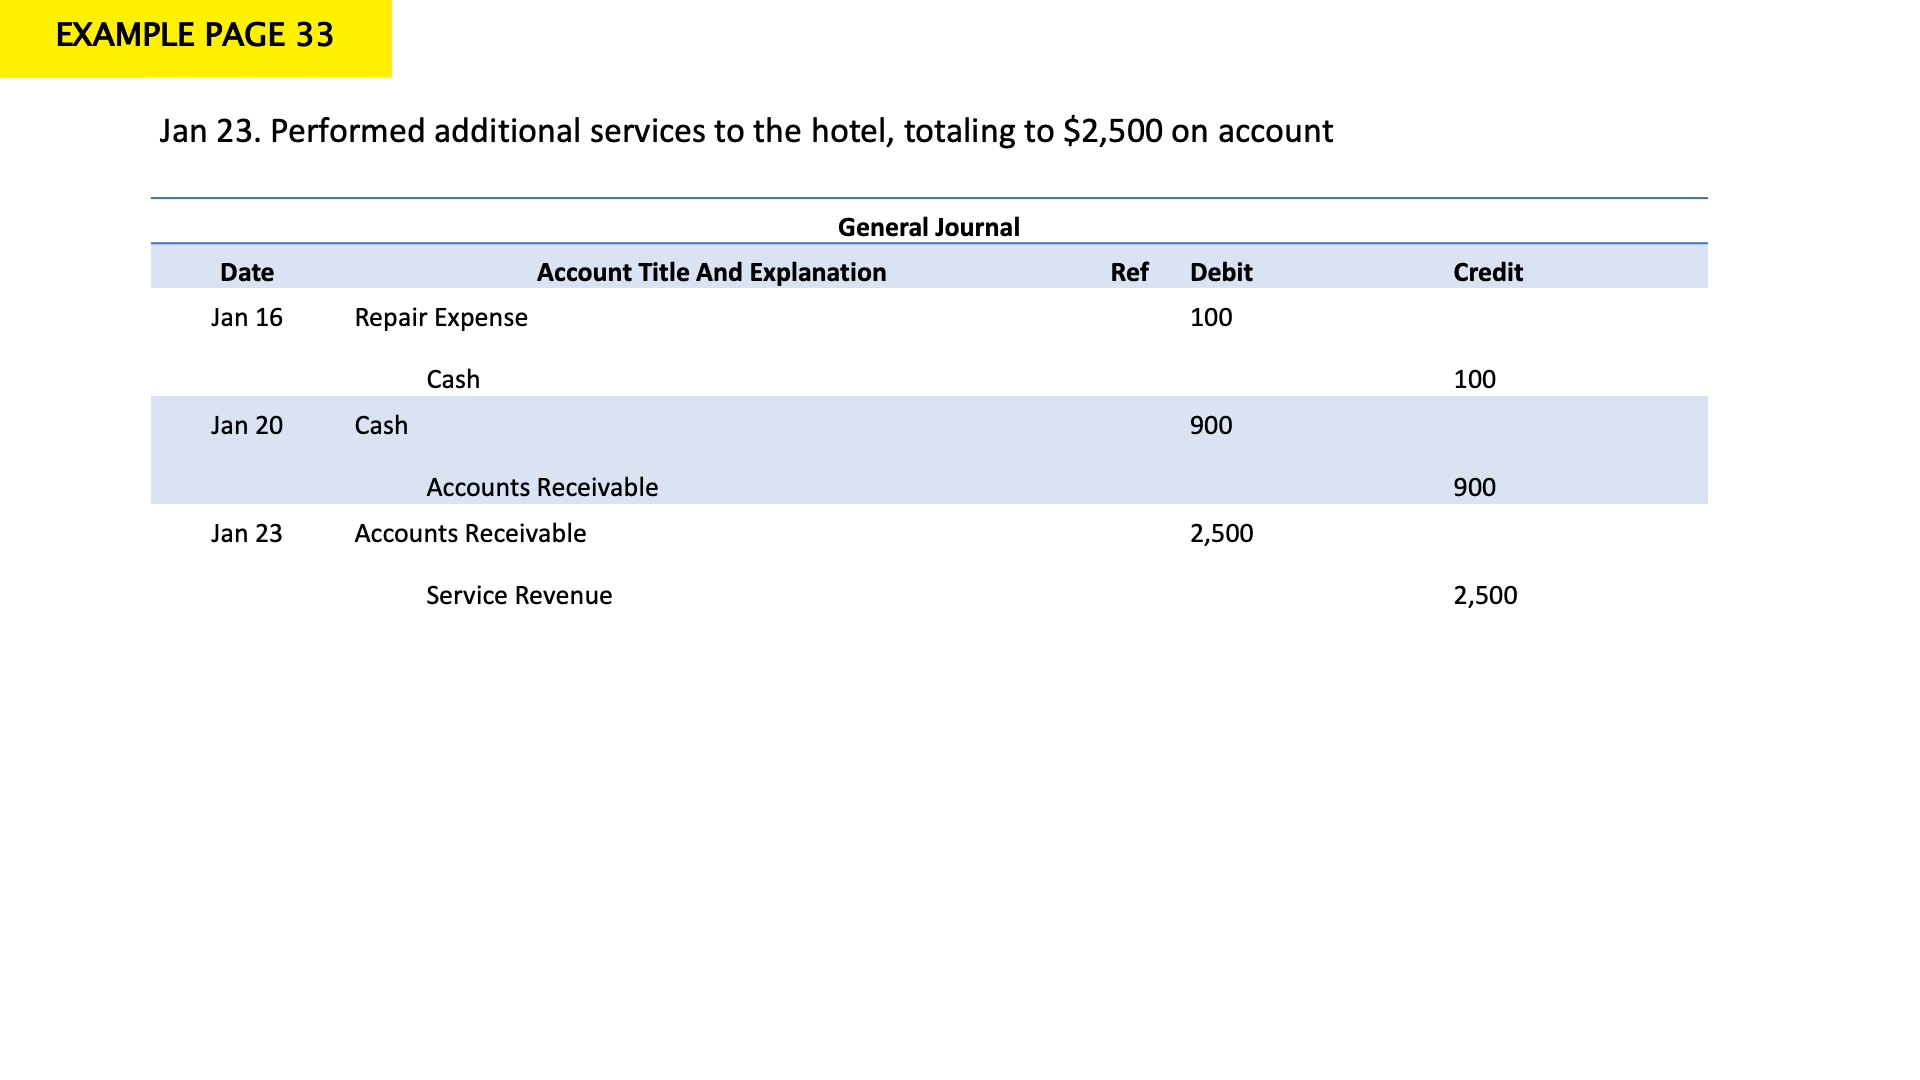 EXAMPLE PAGE 33
Jan 23. Performed additional services to the hotel, totaling to $2,500 on account
General Journal
Date Account Title And Explanation Ref Debit Credit
Jan 16 Repair Expense 100
Cash 100
Jan 20 Cash 900
Accounts Receivable 900
Jan 23 Accounts Receivable 2,500
Service Revenue 2,500